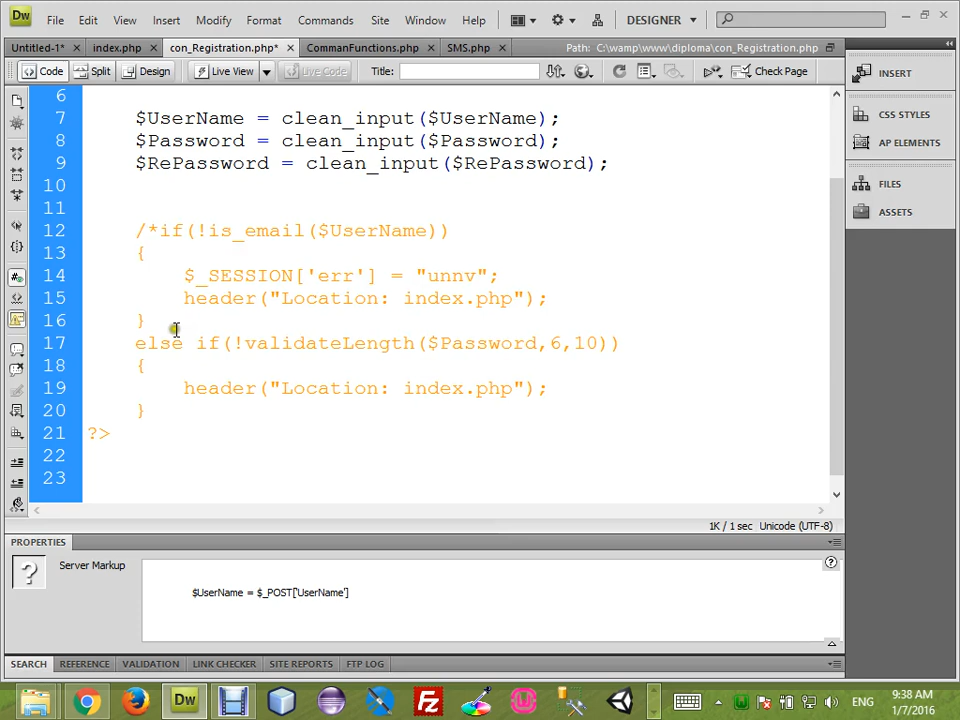 Dw File Edit View Insert Modify Format Commands Site Window Help DESIGNER
Untitled-1* index.php con_Registration.php* CommanFunctions.php SMS.php Path: C:\wamp\www\diploma\con_Registration.php
Code Split Design Live View Live Code Title: Check Page
INSERT
CSS STYLES
AP ELEMENTS
FILES
ASSETS
6
7 $UserName = clean_input($UserName);
8 $Password = clean_input($Password);
9 $RePassword = clean_input($RePassword);
10
11
12 /*if(!is_email($UserName))
13 {
14 $_SESSION['err'] = "unnv";
15 header("Location: index.php");
16 }
17 else if(!validateLength($Password,6,10))
18 {
19 header("Location: index.php");
20 }
21 ?>
22
23
1K / 1 sec Unicode (UTF-8)
PROPERTIES
Server Markup
$UserName = $_POST['UserName']
SEARCH REFERENCE VALIDATION LINK CHECKER SITE REPORTS FTP LOG
Dw Fz ENG
9:38 AM
1/7/2016